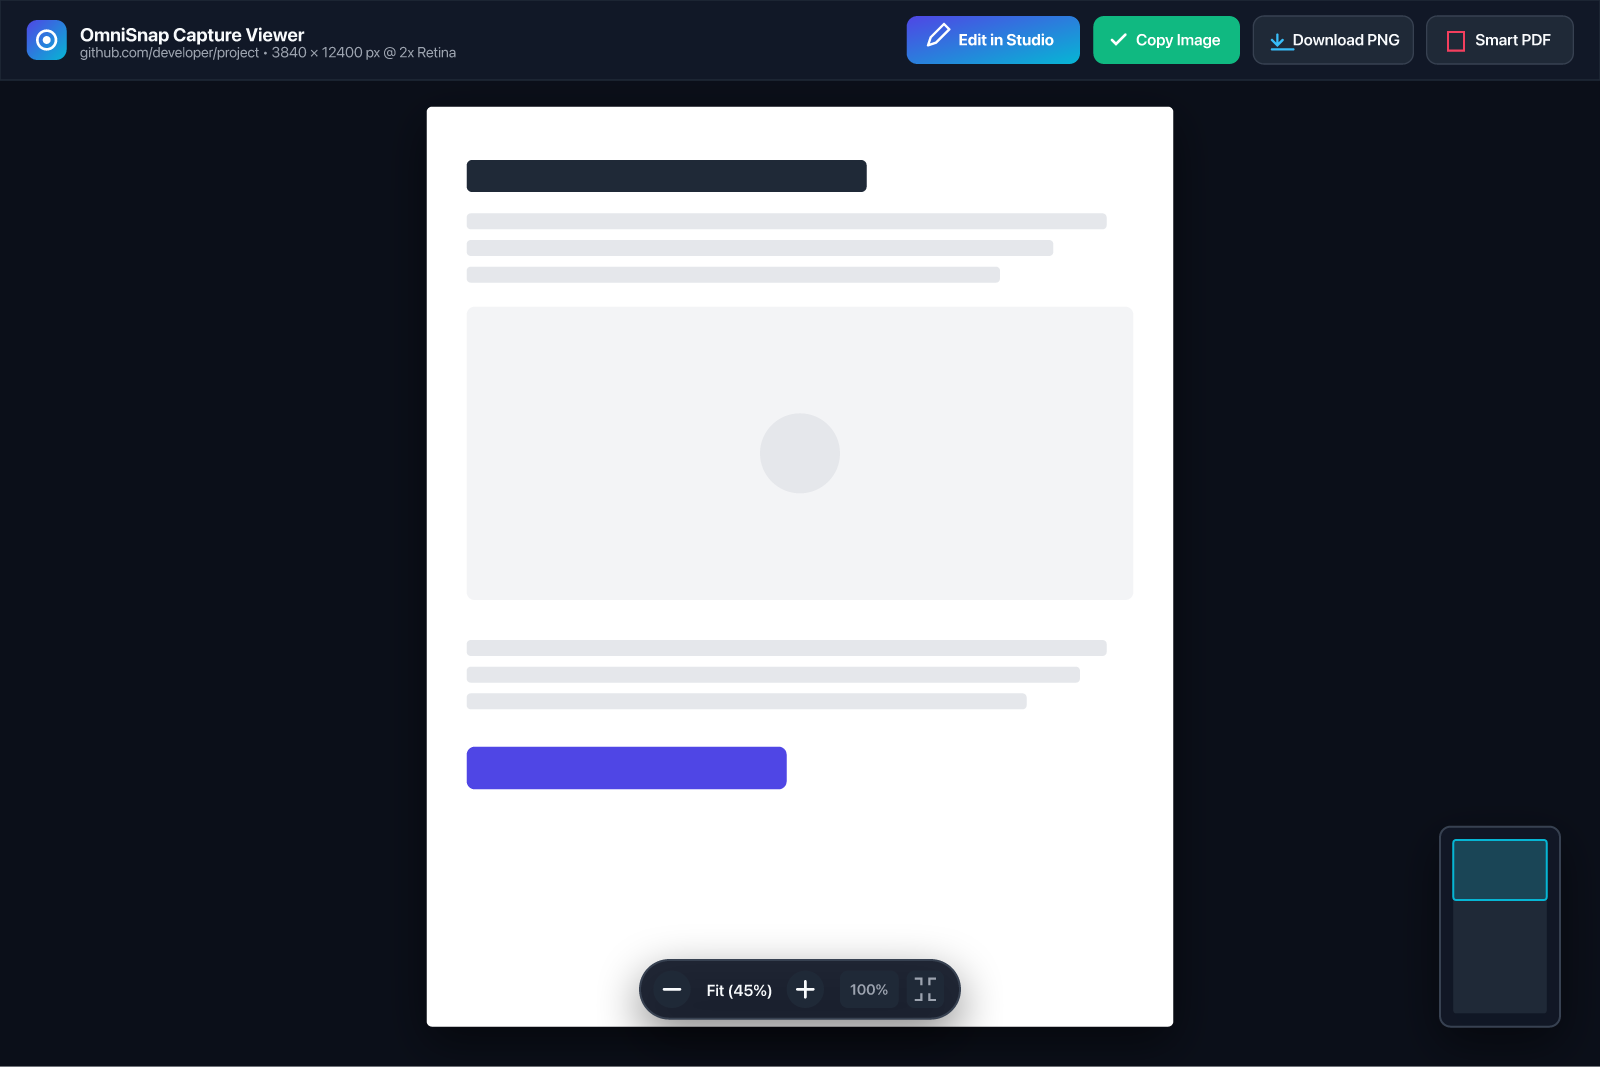 OmniSnap Capture Viewer
github.com/developer/project • 3840 × 12400 px @ 2x Retina
Edit in Studio
Copy Image
Download PNG
Smart PDF
Fit (45%)
100%